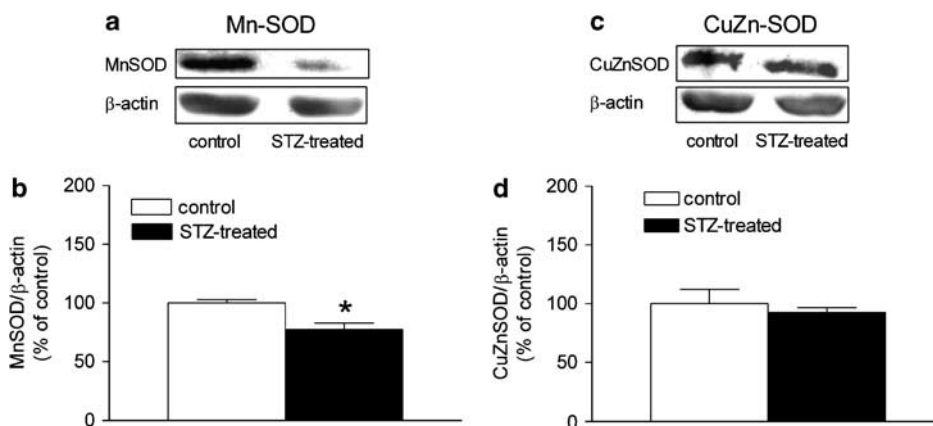 a
Mn-SOD
MnSOD
β-actin
control STZ-treated
b
MnSOD/β-actin
(% of control)
200
150
100
50
0
control
STZ-treated
*
c
CuZn-SOD
CuZnSOD
β-actin
control STZ-treated
d
CuZnSOD/β-actin
(% of control)
200
150
100
50
0
control
STZ-treated